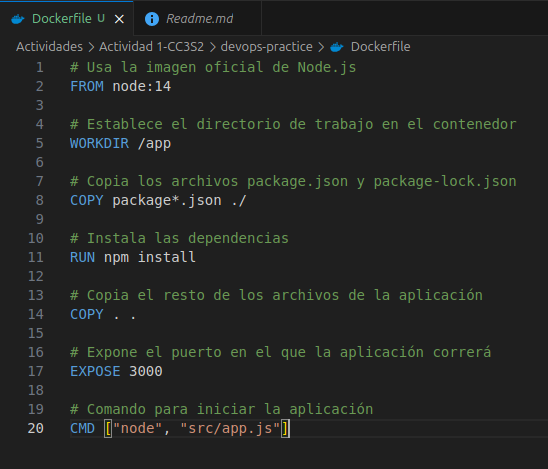 Dockerfile U × Readme.md
Actividades > Actividad 1-CC3S2 > devops-practice > Dockerfile
1 # Usa la imagen oficial de Node.js
2 FROM node:14
3
4 # Establece el directorio de trabajo en el contenedor
5 WORKDIR /app
6
7 # Copia los archivos package.json y package-lock.json
8 COPY package*.json ./
9
10 # Instala las dependencias
11 RUN npm install
12
13 # Copia el resto de los archivos de la aplicación
14 COPY . .
15
16 # Expone el puerto en el que la aplicación correrá
17 EXPOSE 3000
18
19 # Comando para iniciar la aplicación
20 CMD ["node", "src/app.js"]